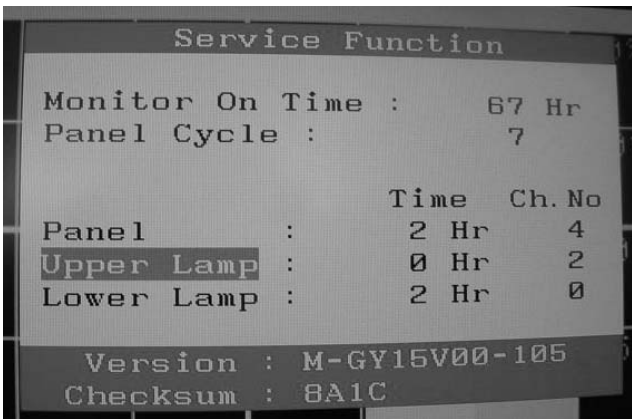 Service Function
Monitor On Time : 67 Hr
Panel Cycle : 7
Time Ch. No
Panel : 2 Hr 4
Upper Lamp : 0 Hr 2
Lower Lamp : 2 Hr 0
Version : M-GY15V00-105
Checksum : 8A1C